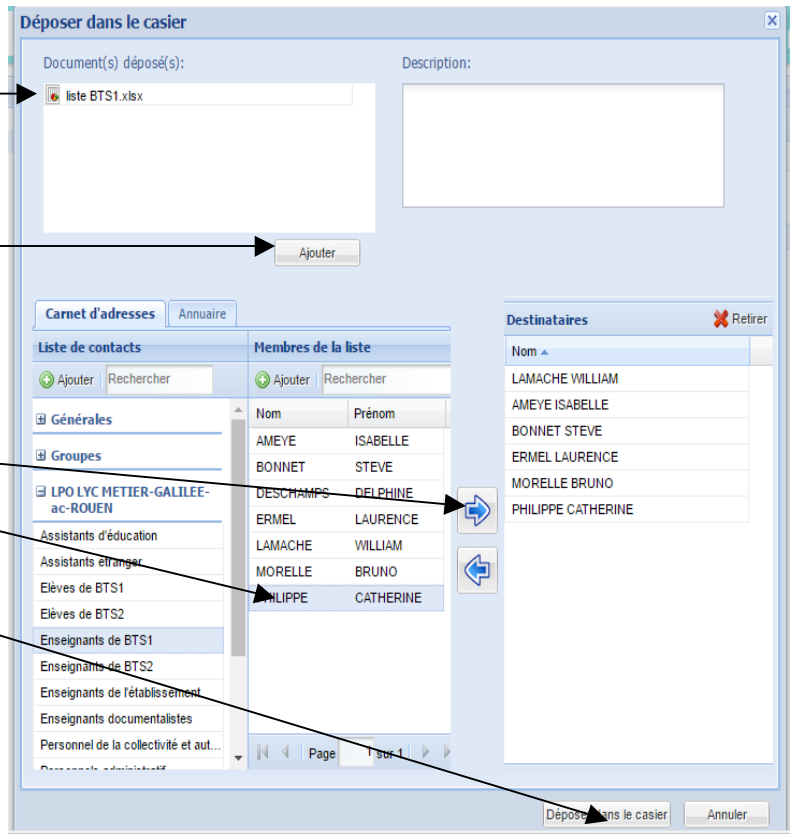 Déposer dans le casier
Document(s) déposé(s):
Description:
liste BTS1.xlsx
Ajouter
Carnet d'adresses
Annuaire
Liste de contacts
Ajouter
Rechercher
Générales
Groupes
LPO LYC METIER-GALILEE-
ac-ROUEN
Assistants d'éducation
Assistants étranger
Elèves de BTS1
Elèves de BTS2
Enseignants de BTS1
Enseignants de BTS2
Enseignants de l'établissement
Enseignants documentalistes
Personnel de la collectivité et aut...
Membres de la liste
Ajouter
Rechercher
Nom Prénom
AMEYE ISABELLE
BONNET STEVE
DESCHAMPS DELPHINE
ERMEL LAURENCE
LAMACHE WILLIAM
MORELLE BRUNO
PHILIPPE CATHERINE
Page 1 sur 1
Destinataires
Retirer
Nom
LAMACHE WILLIAM
AMEYE ISABELLE
BONNET STEVE
ERMEL LAURENCE
MORELLE BRUNO
PHILIPPE CATHERINE
Déposer dans le casier
Annuler